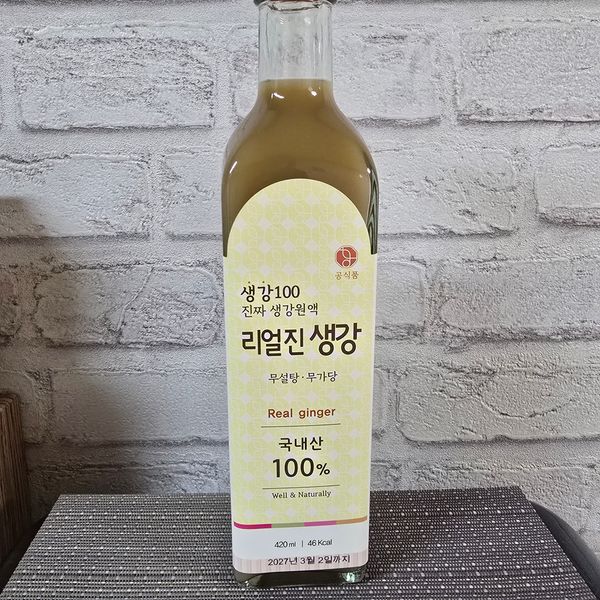 공식품
생강100
진짜 생강원액
리얼진 생강
무설탕·무가당
Real ginger
국내산
100%
Well & Naturally
420ml | 46 Kcal
2027년 3월 2일까지